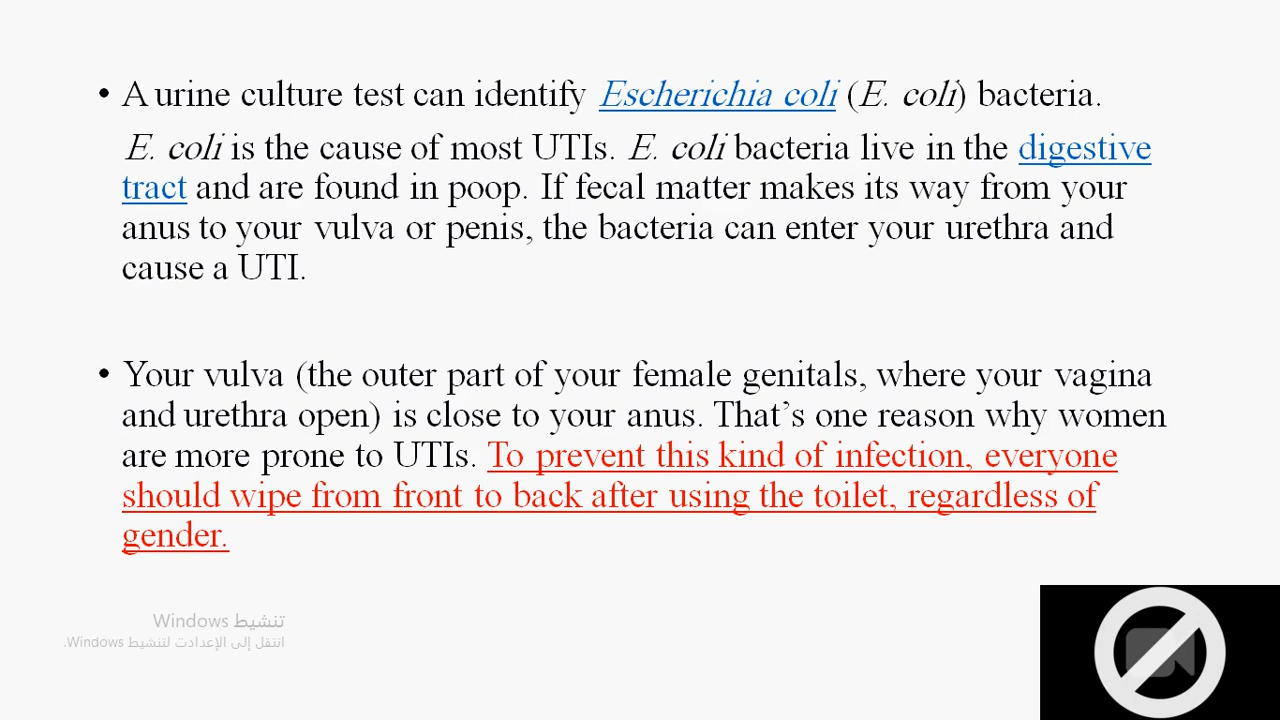 • A urine culture test can identify Escherichia coli (E. coli) bacteria.
E. coli is the cause of most UTIs. E. coli bacteria live in the digestive
tract and are found in poop. If fecal matter makes its way from your
anus to your vulva or penis, the bacteria can enter your urethra and
cause a UTI.
• Your vulva (the outer part of your female genitals, where your vagina
and urethra open) is close to your anus. That’s one reason why women
are more prone to UTIs. To prevent this kind of infection, everyone
should wipe from front to back after using the toilet, regardless of
gender.
تنشيط Windows
انتقل إلى الإعدادت لتنشيط Windows.